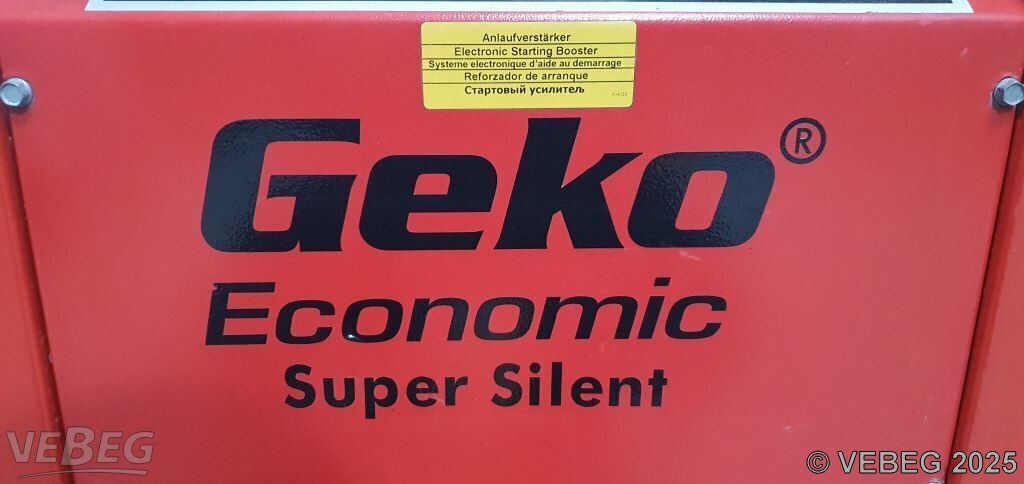 Anlaufverstärker
Electronic Starting Booster
Systeme electronique d'aide au demarrage
Reforzador de arranque
Стартовый усилитель
Geko®
Economic
Super Silent
VEBEG
© VEBEG 2025